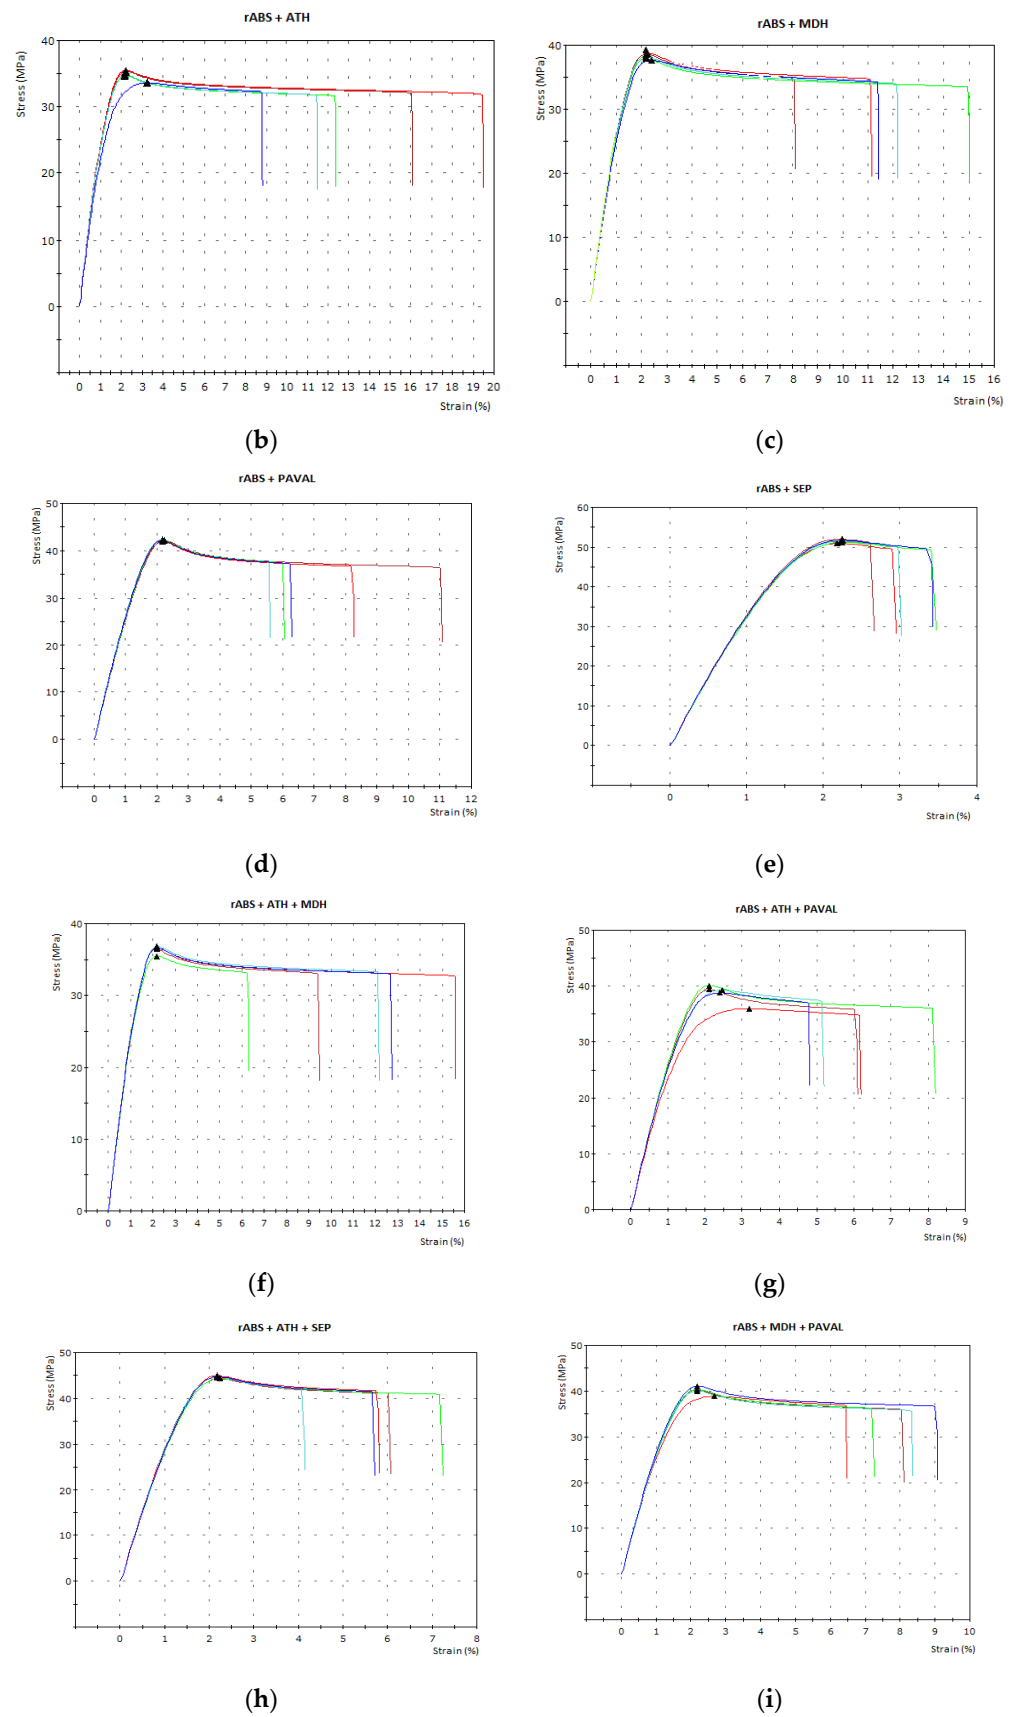 rABS + ATH
Stress (MPa)
40
30
20
10
0
0 1 2 3 4 5 6 7 8 9 10 11 12 13 14 15 16 17 18 19 20
Strain (%)
(b)
rABS + MDH
Stress (MPa)
40
30
20
10
0
0 1 2 3 4 5 6 7 8 9 10 11 12 13 14 15 16
Strain (%)
(c)
rABS + PAVAL
Stress (MPa)
50
40
30
20
10
0
0 1 2 3 4 5 6 7 8 9 10 11 12
Strain (%)
(d)
rABS + SEP
Stress (MPa)
60
50
40
30
20
10
0
0 2 3 4
Strain (%)
(e)
rABS + ATH + MDH
Stress (MPa)
40
30
20
10
0
0 1 2 3 4 5 6 7 8 9 10 11 12 13 14 15 16
Strain (%)
(f)
rABS + ATH + PAVAL
Stress (MPa)
50
40
30
20
10
0
0 1 2 3 4 5 6 7 8 9
Strain (%)
(g)
rABS + ATH + SEP
Stress (MPa)
50
40
30
20
10
0
0 1 2 3 4 5 6 7 8
Strain (%)
(h)
rABS + MDH + PAVAL
Stress (MPa)
50
40
30
20
10
0
0 1 2 3 4 5 6 7 8 9 10
Strain (%)
(i)